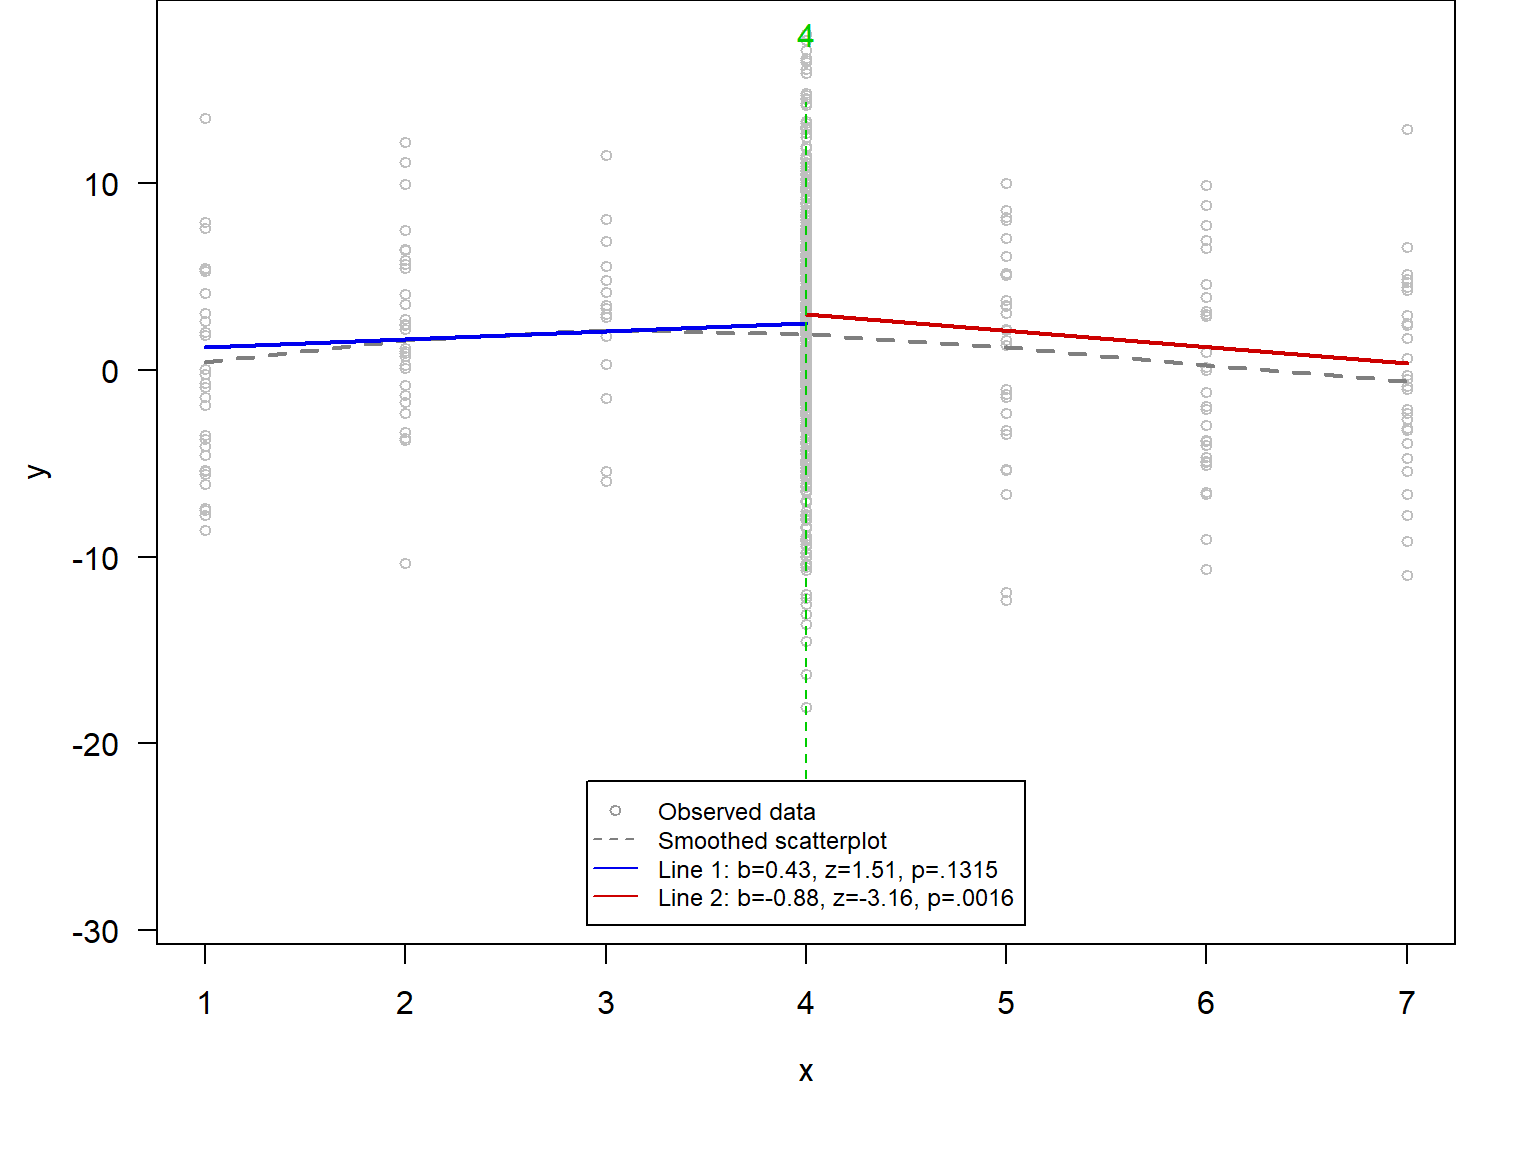 4
10
0
-10
-20
-30
y
Observed data
Smoothed scatterplot
Line 1: b=0.43, z=1.51, p=.1315
Line 2: b=-0.88, z=-3.16, p=.0016
1 2 3 4 5 6 7
x